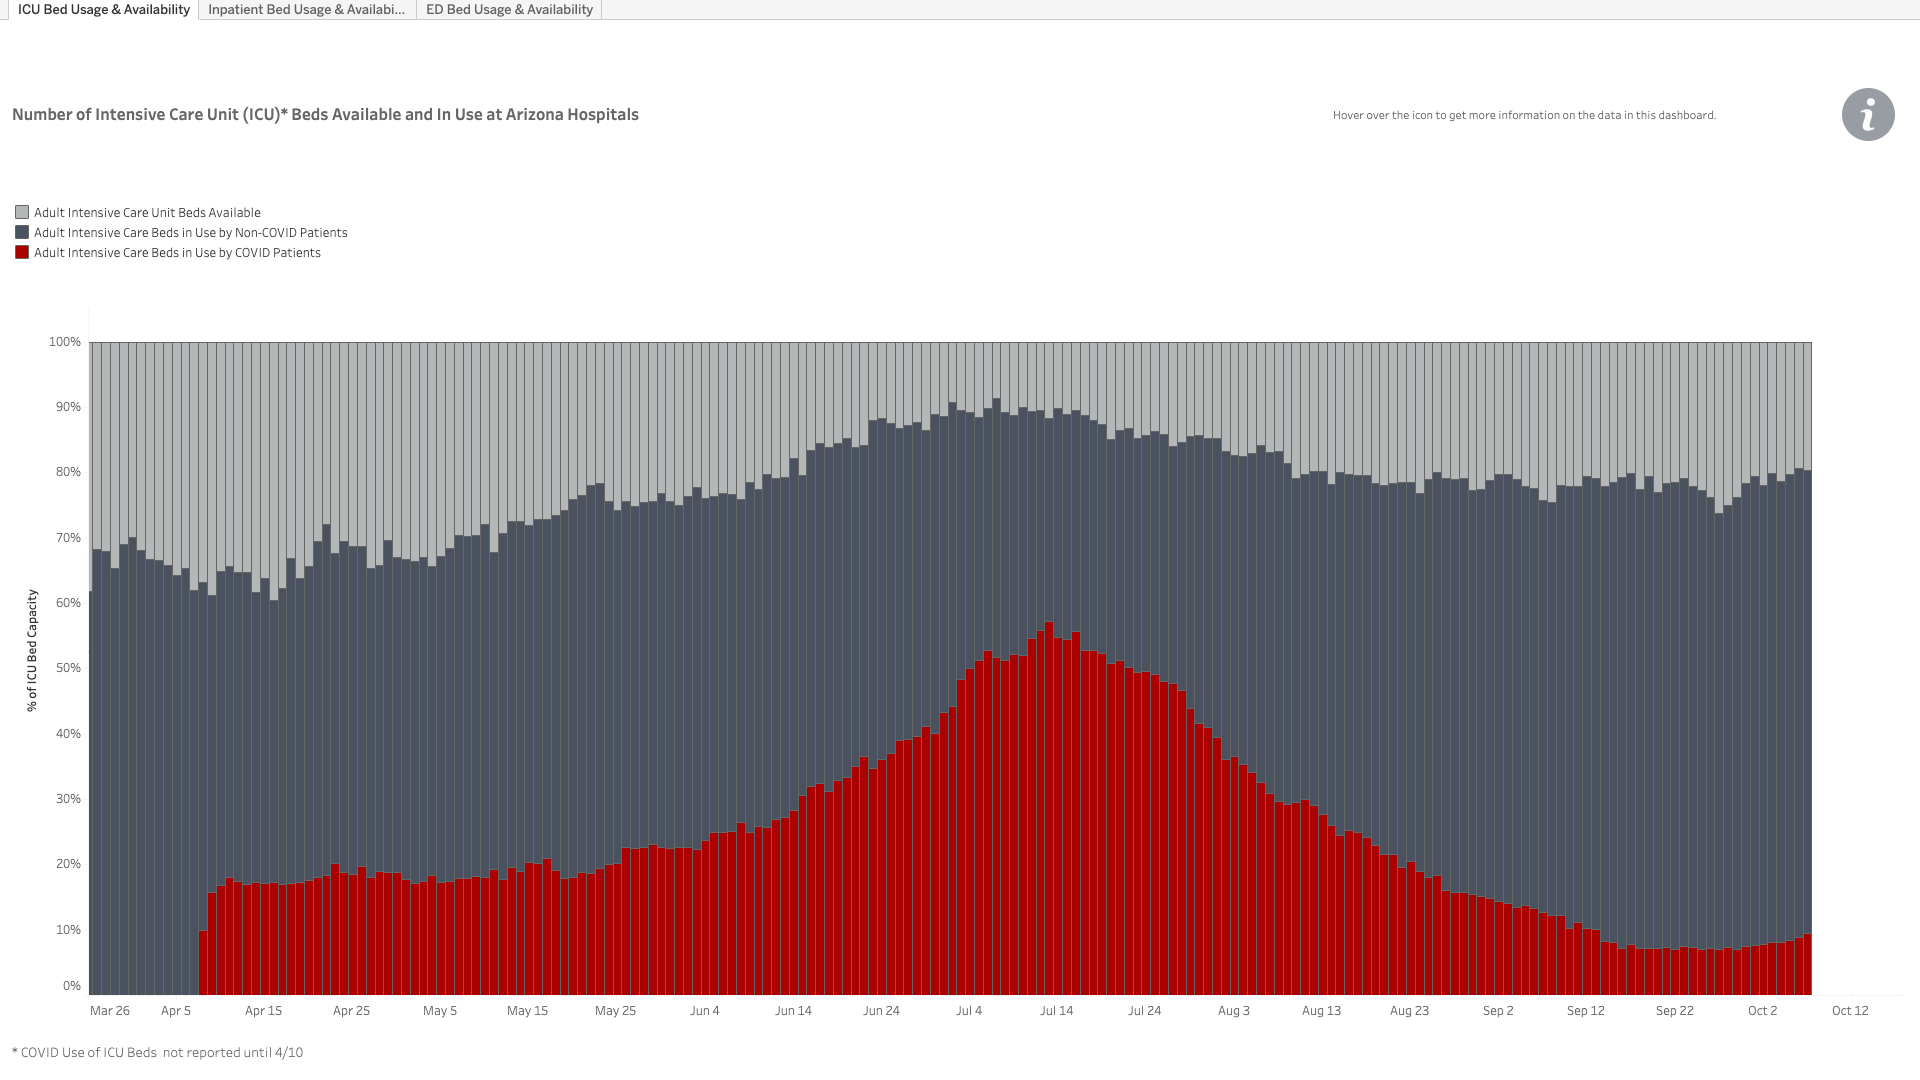 ICU Bed Usage & Availability
Inpatient Bed Usage & Availabi...
ED Bed Usage & Availability
Number of Intensive Care Unit (ICU)* Beds Available and In Use at Arizona Hospitals
Hover over the icon to get more information on the data in this dashboard.
i
Adult Intensive Care Unit Beds Available
Adult Intensive Care Beds in Use by Non-COVID Patients
Adult Intensive Care Beds in Use by COVID Patients
% of ICU Bed Capacity
100%
90%
80%
70%
60%
50%
40%
30%
20%
10%
0%
Mar 26 Apr 5 Apr 15 Apr 25 May 5 May 15 May 25 Jun 4 Jun 14 Jun 24 Jul 4 Jul 14 Jul 24 Aug 3 Aug 13 Aug 23 Sep 2 Sep 12 Sep 22 Oct 2 Oct 12
* COVID Use of ICU Beds  not reported until 4/10